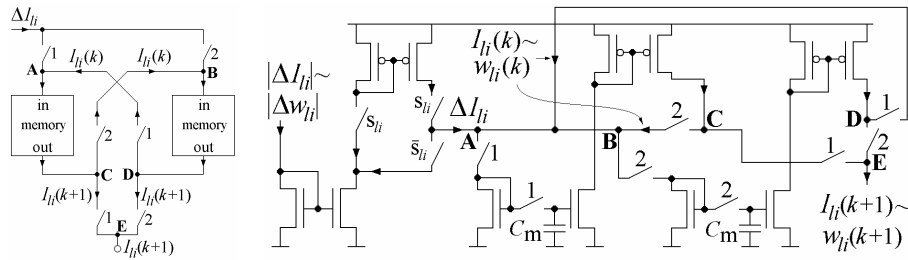 ΔI_li
1
2
I_li(k)
I_li(k)
A
B
in
memory
out
in
memory
out
2
1
C
D
I_li(k+1)
I_li(k+1)
1
E
2
I_li(k+1)
|ΔI_li|~
|Δw_li|
s_li
s_li
s̄_li
ΔI_li
A
1
1
C_m
I_li(k)~
w_li(k)
B
2
C
2
2
C_m
D
1
2
1
E
I_li(k+1)~
w_li(k+1)